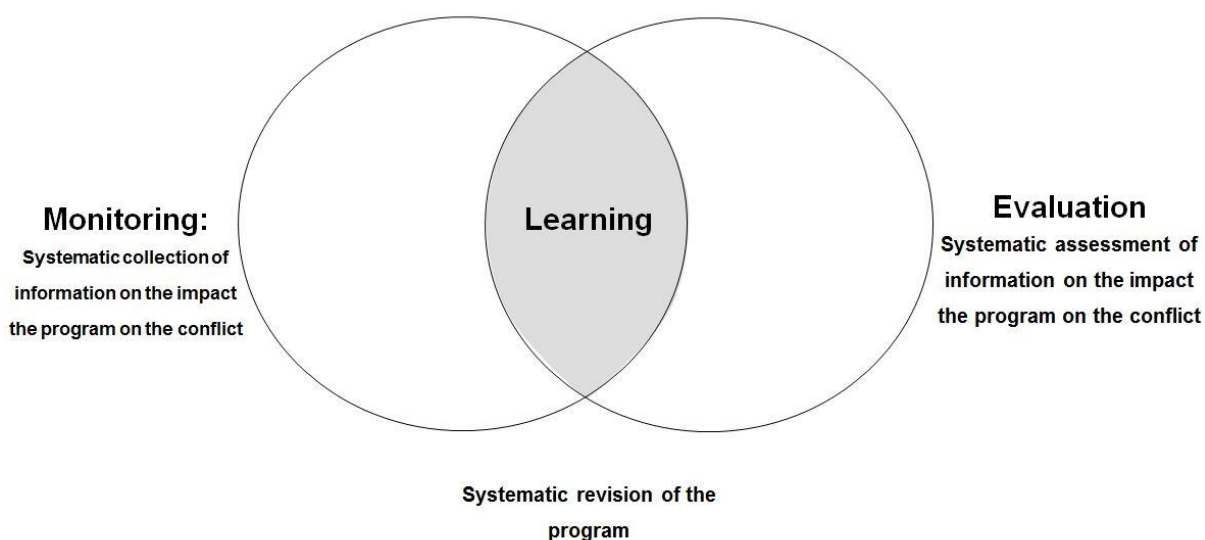 Monitoring:
Systematic collection of
information on the impact
the program on the conflict
Learning
Evaluation
Systematic assessment of
information on the impact
the program on the conflict
Systematic revision of the
program